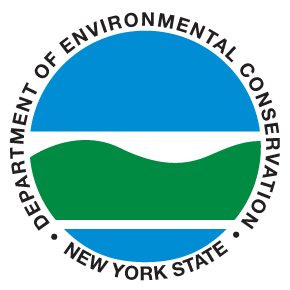 DEPARTMENT OF ENVIRONMENTAL CONSERVATION
• NEW YORK STATE •